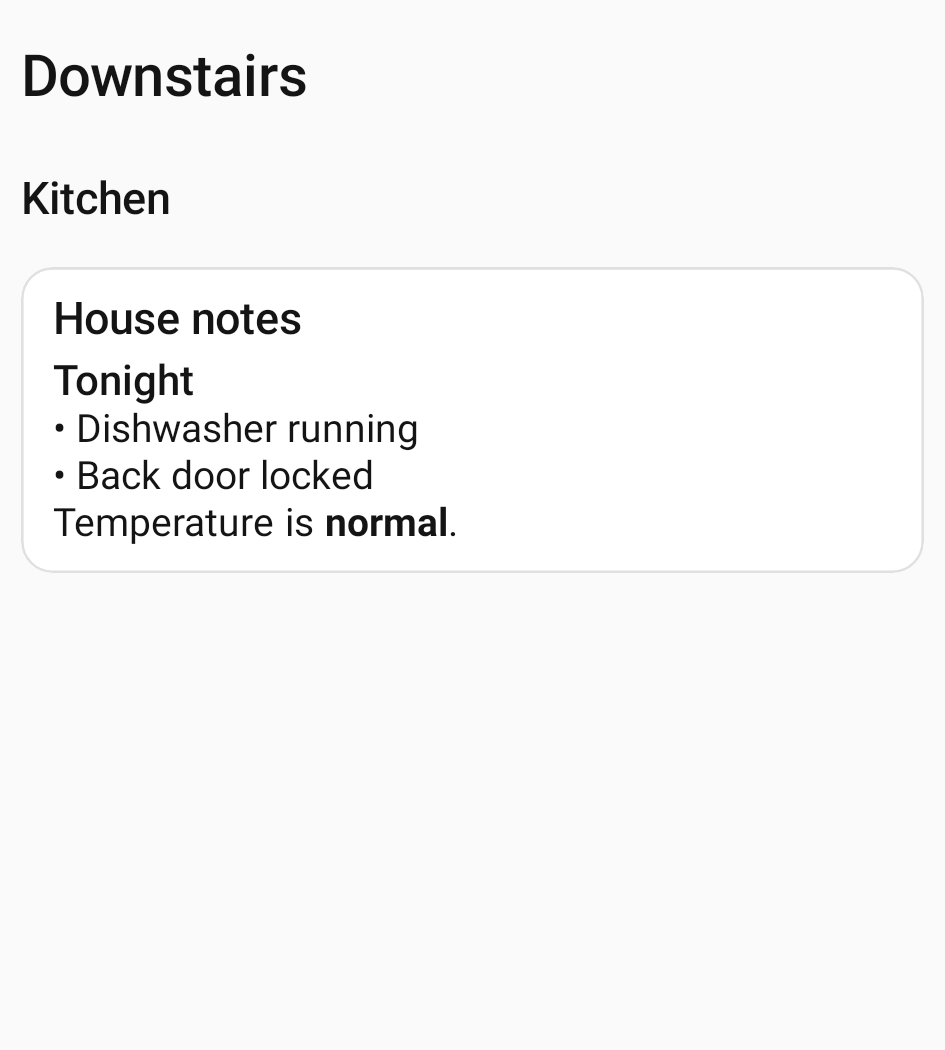 Downstairs
Kitchen
House notes
Tonight
• Dishwasher running
• Back door locked
Temperature is normal.